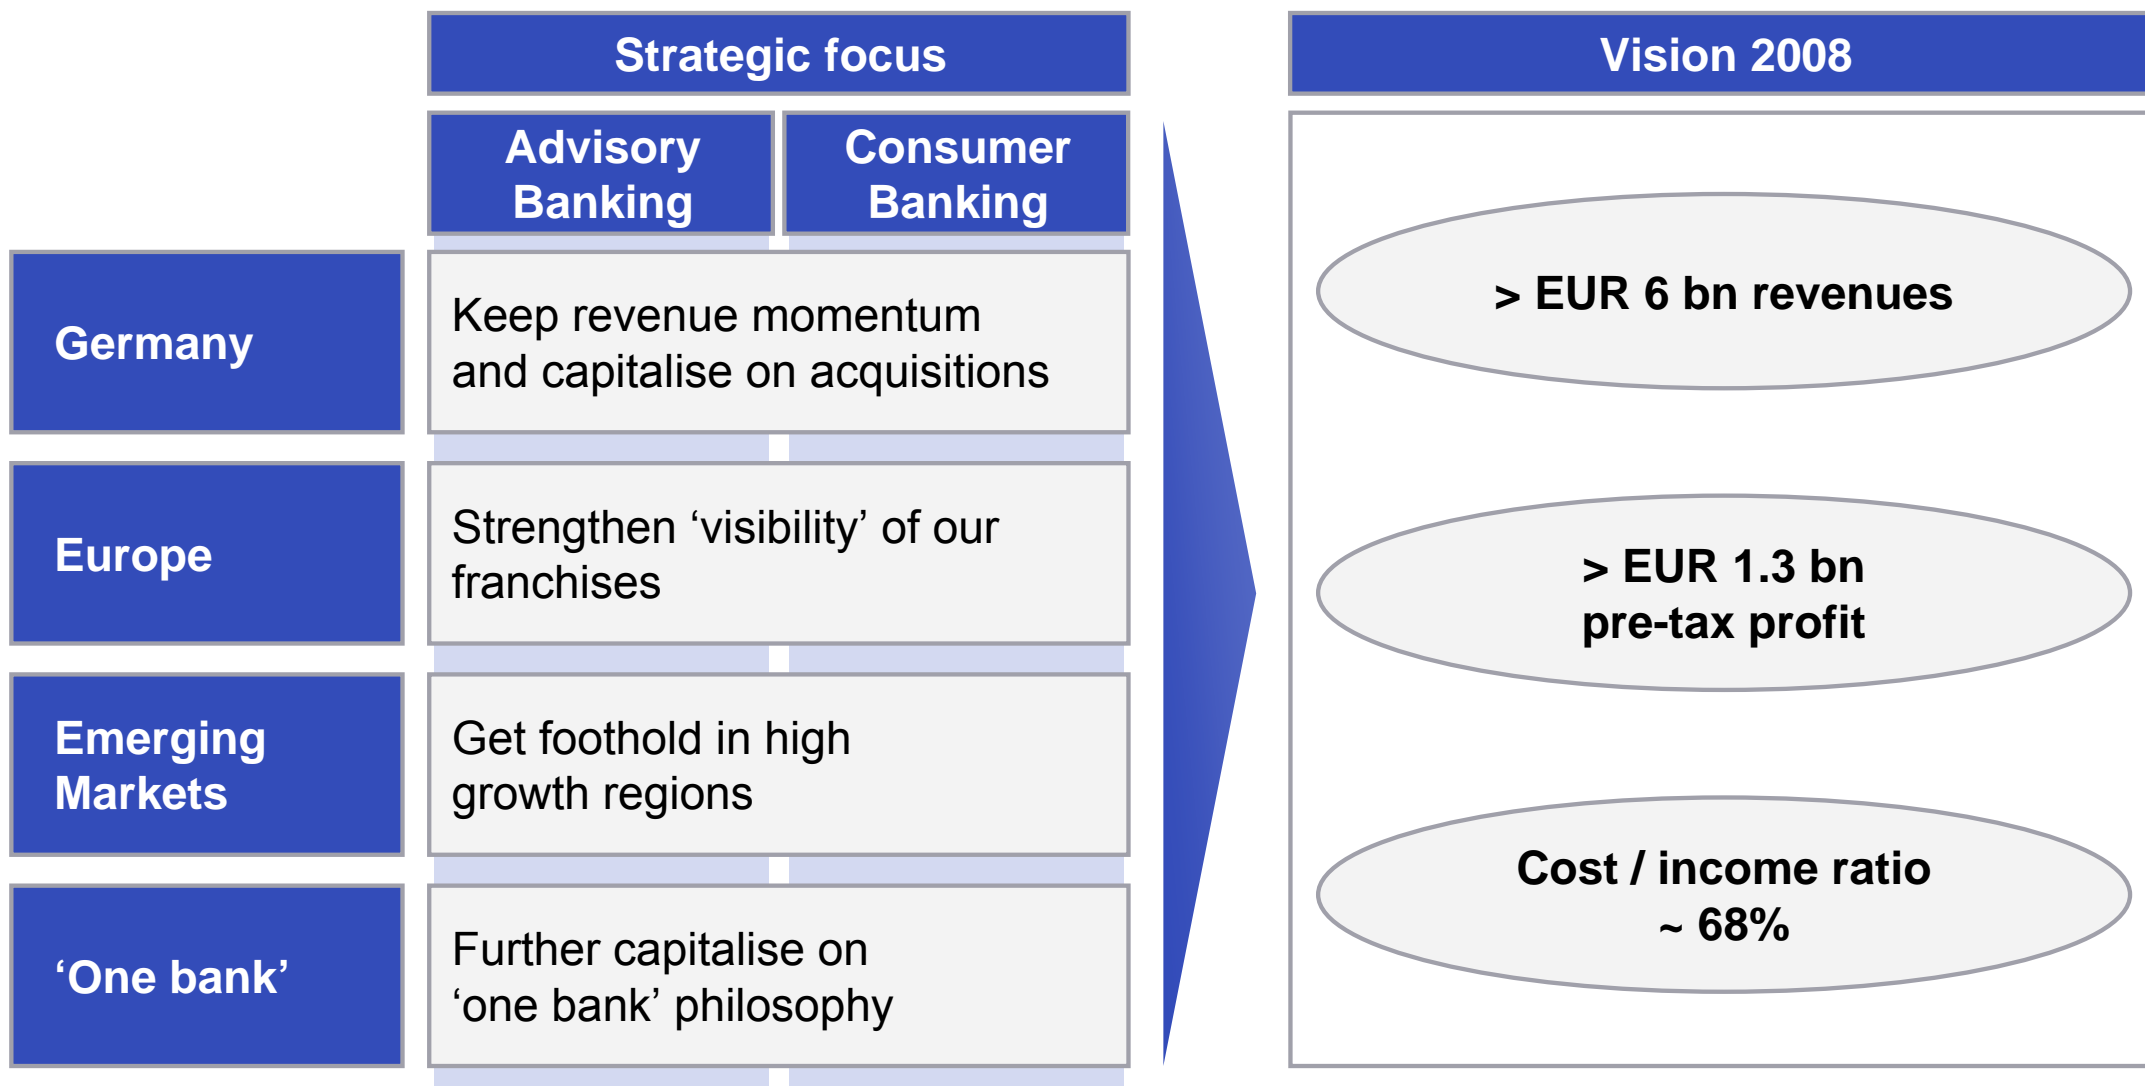 Strategic focus
Vision 2008
Advisory
Banking
Consumer
Banking
Germany
Keep revenue momentum
and capitalise on acquisitions
Europe
Strengthen ‘visibility’ of our
franchises
Emerging
Markets
Get foothold in high
growth regions
‘One bank’
Further capitalise on
‘one bank’ philosophy
> EUR 6 bn revenues
> EUR 1.3 bn
pre-tax profit
Cost / income ratio
~ 68%